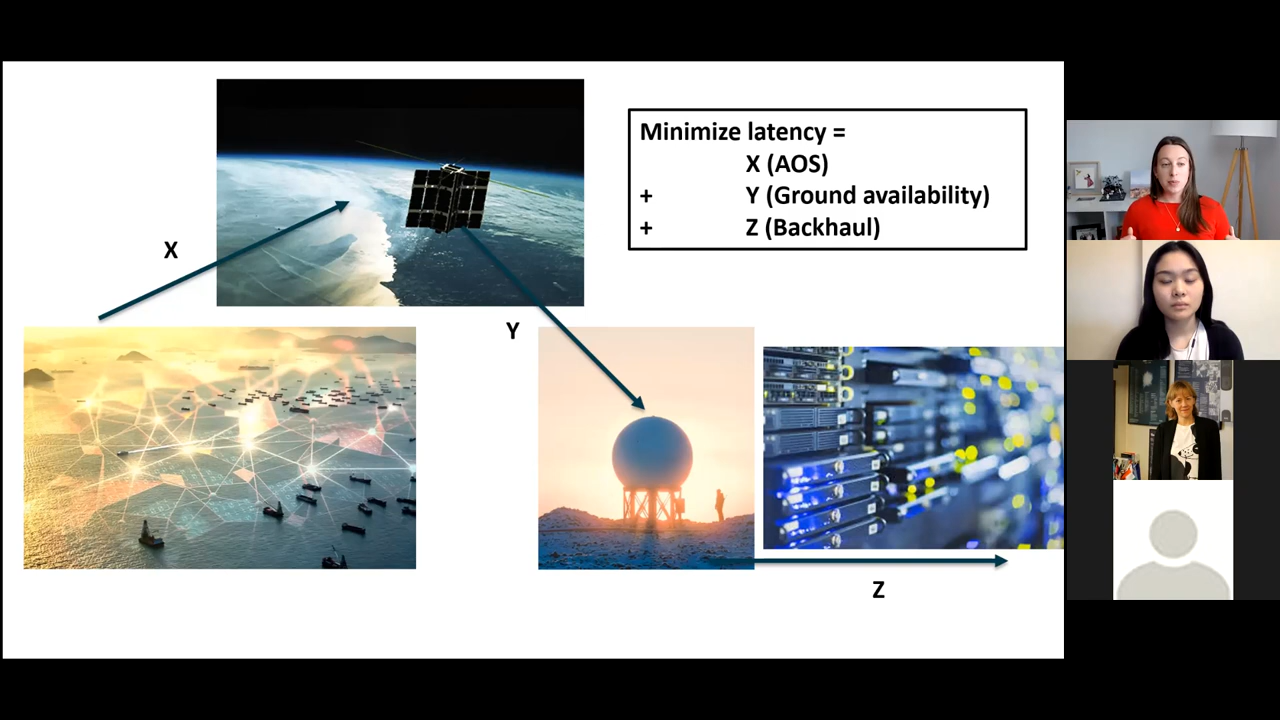 Minimize latency =
X (AOS)
+ Y (Ground availability)
+ Z (Backhaul)
X
Y
Z